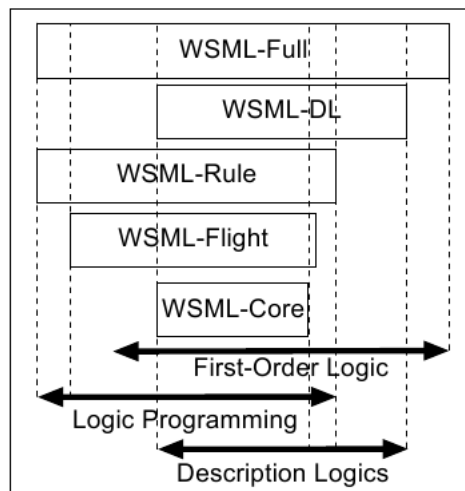 WSML-Full
WSML-DL
WSML-Rule
WSML-Flight
WSML-Core
First-Order Logic
Logic Programming
Description Logics